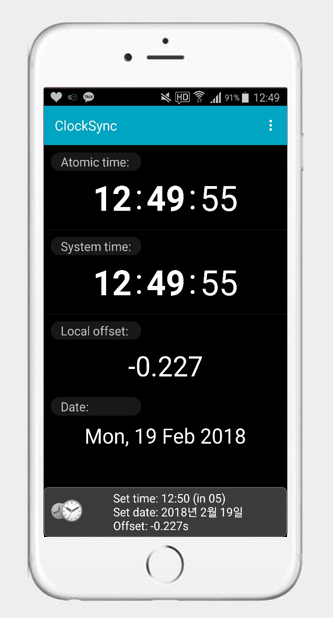 HD 91% 12:49
ClockSync
Atomic time:
12:49:55
System time:
12:49:55
Local offset:
-0.227
Date:
Mon, 19 Feb 2018
Set time: 12:50 (in 05)
Set date: 2018년 2월 19일
Offset: -0.227s